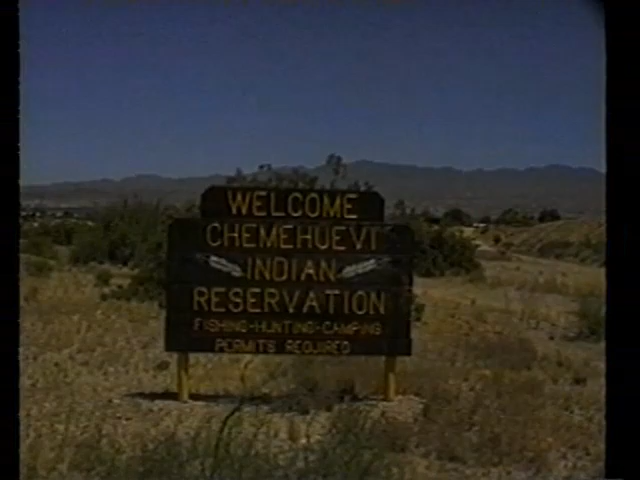 WELCOME
CHEMEHUEVI
INDIAN
RESERVATION
FISHING-HUNTING-CAMPING
PERMITS REQUIRED